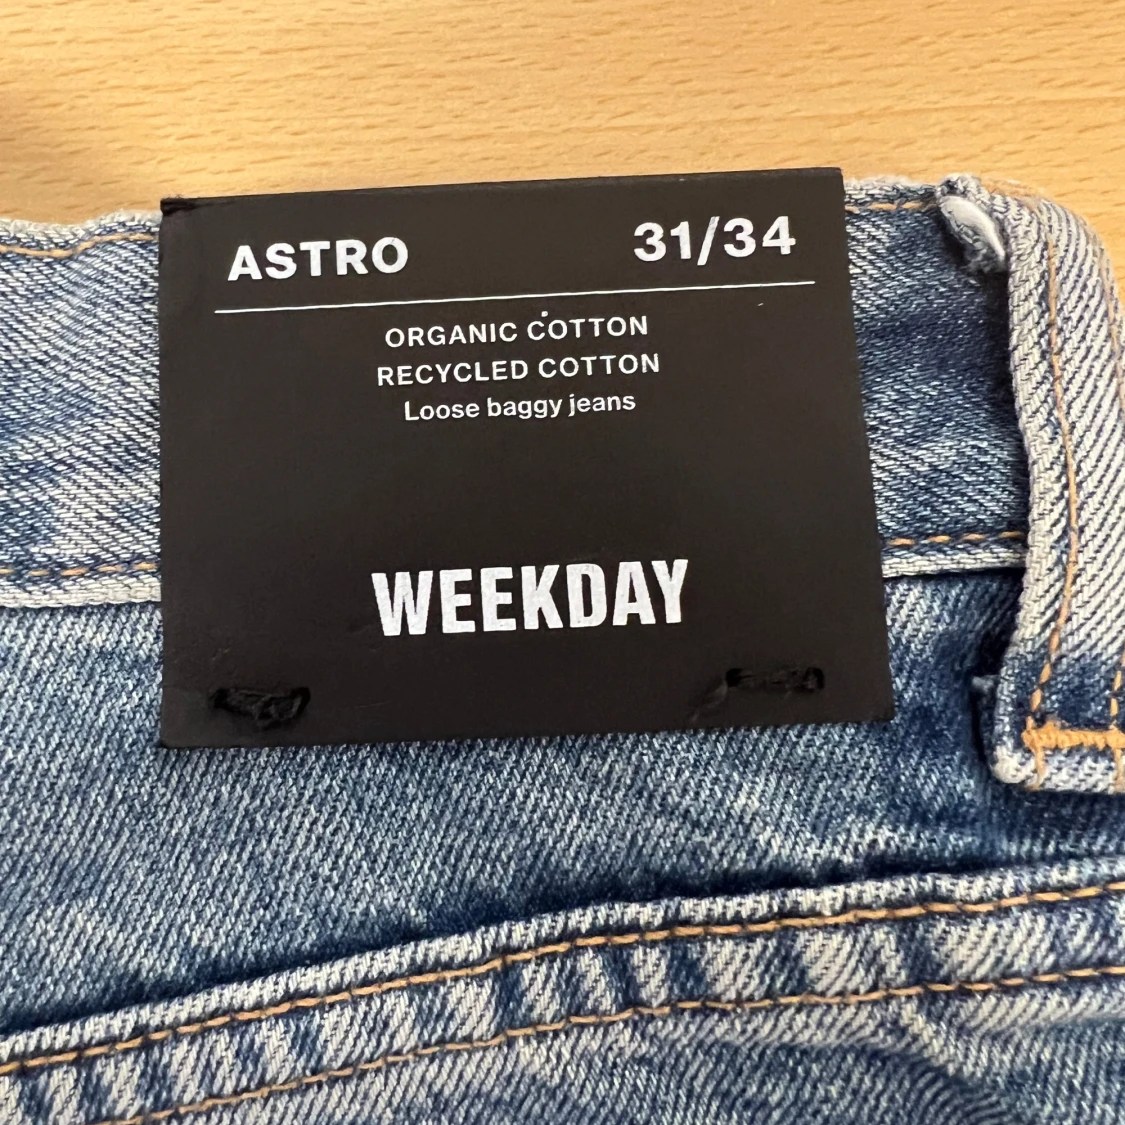 ASTRO 31/34
ORGANIC COTTON
RECYCLED COTTON
Loose baggy jeans
WEEKDAY